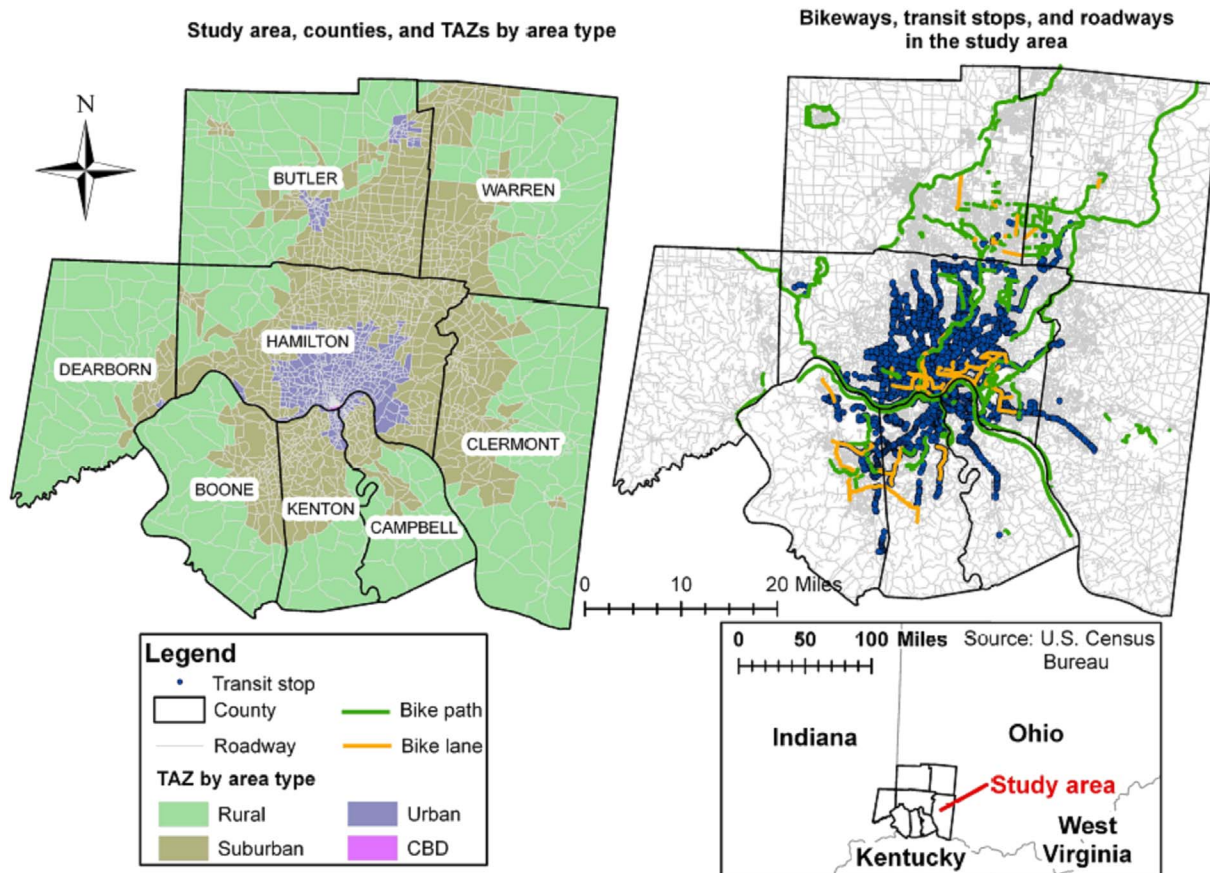 Study area, counties, and TAZs by area type
Bikeways, transit stops, and roadways
in the study area
N
BUTLER
WARREN
HAMILTON
DEARBORN
CLERMONT
BOONE
KENTON
CAMPBELL
0 10 20 Miles
Legend
Transit stop
County
Bike path
Roadway
Bike lane
TAZ by area type
Rural
Urban
Suburban
CBD
0 50 100 Miles
Source: U.S. Census
Bureau
Indiana
Ohio
Study area
West
Virginia
Kentucky